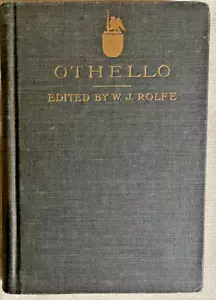 OTHELLO
EDITED BY W. J. ROLFE